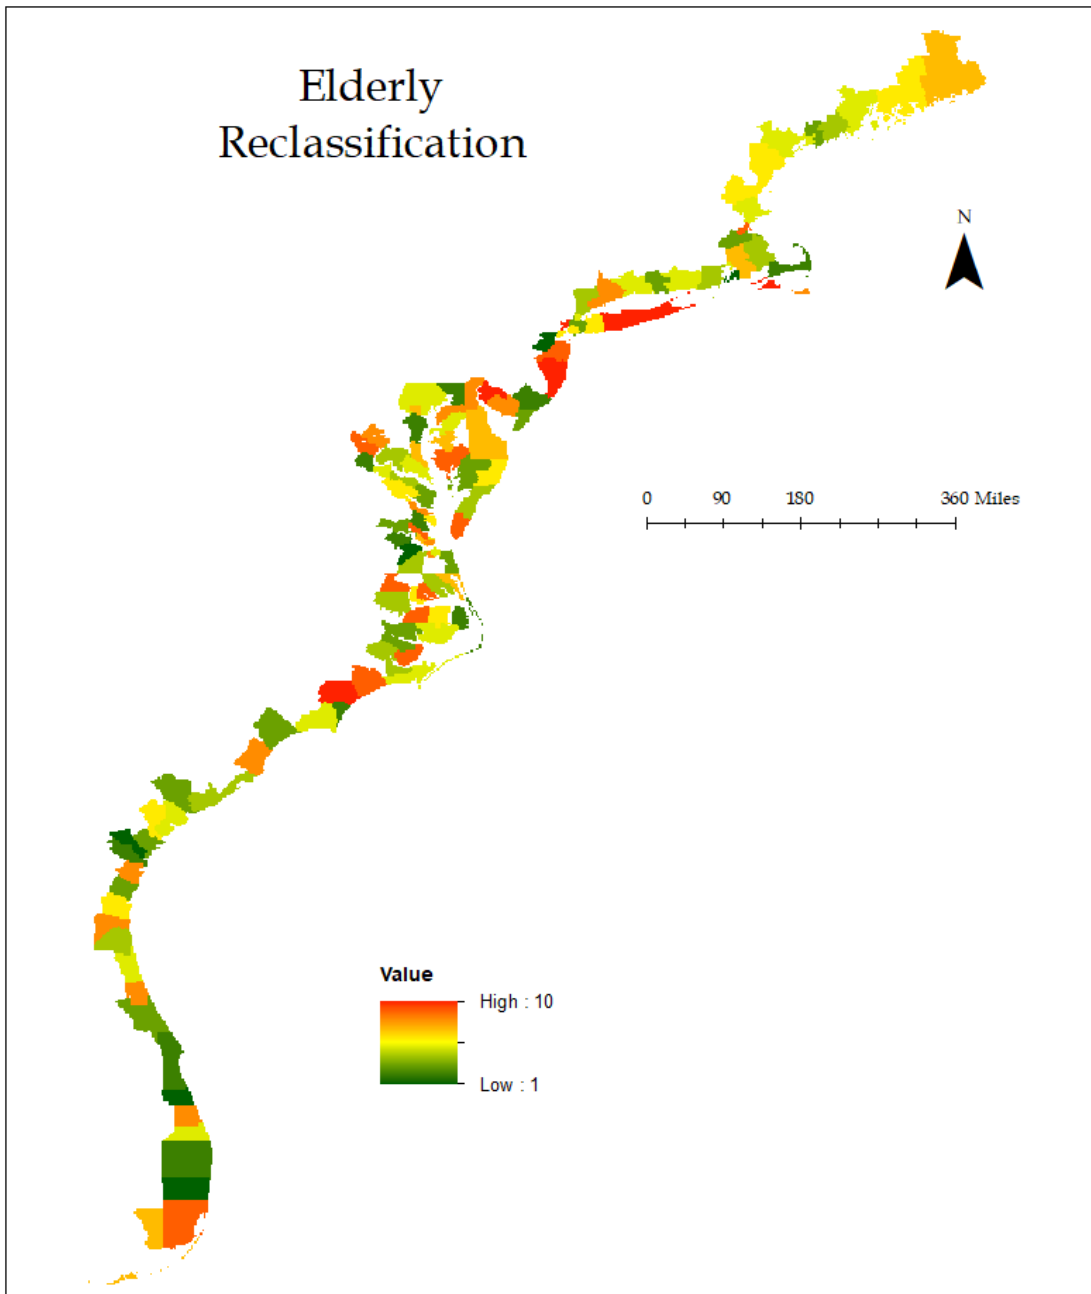 Elderly
Reclassification
N
0 90 180 360 Miles
Value
High : 10
Low : 1